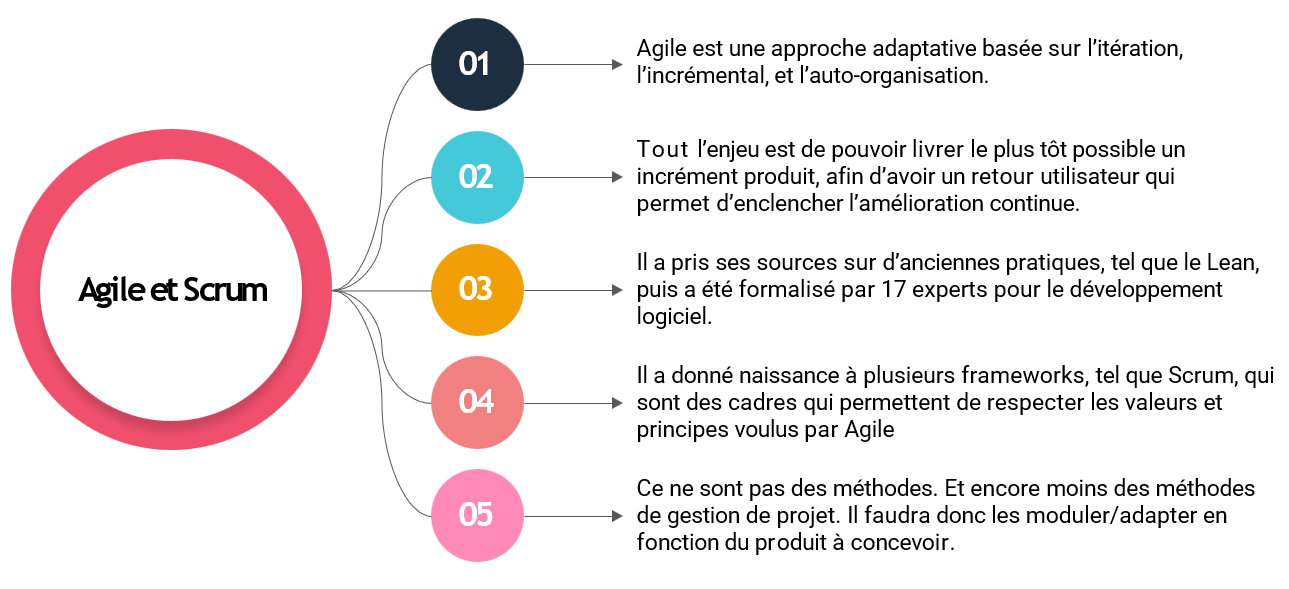 Agile et Scrum
01
Agile est une approche adaptative basée sur l’itération,
l’incrémental, et l’auto-organisation.
02
Tout l’enjeu est de pouvoir livrer le plus tôt possible un
incrément produit, afin d’avoir un retour utilisateur qui
permet d’enclencher l’amélioration continue.
03
Il a pris ses sources sur d’anciennes pratiques, tel que le Lean,
puis a été formalisé par 17 experts pour le développement
logiciel.
04
Il a donné naissance à plusieurs frameworks, tel que Scrum, qui
sont des cadres qui permettent de respecter les valeurs et
principes voulus par Agile
05
Ce ne sont pas des méthodes. Et encore moins des méthodes
de gestion de projet. Il faudra donc les moduler/adapter en
fonction du produit à concevoir.